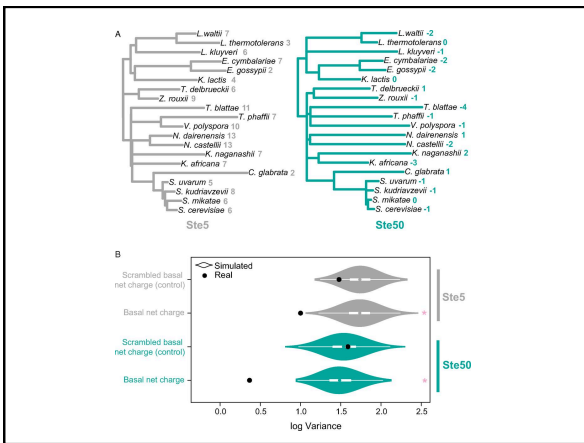 A
L.waltii 7
L. thermotolerans 3
L. kluyveri 6
E. cymbalariae 7
E. gossypii 2
K. lactis 4
T. delbrueckii 6
Z. rouxii 9
T. blattae 11
T. phaffii 7
V. polyspora 10
N. dairenensis 13
N. castellii 13
K. naganashii 7
K. africana 7
C. glabrata 2
S. uvarum 5
S. kudriavzevii 8
S. mikatae 6
S. cerevisiae 6
Ste5
L.waltii -2
L. thermotolerans 0
L. kluyveri -1
E. cymbalariae -2
E. gossypii -2
K. lactis 0
T. delbrueckii 1
Z. rouxii -1
T. blattae -4
T. phaffii -1
V. polyspora -1
N. dairenensis 1
N. castellii -2
K. naganashii 2
K. africana -3
C. glabrata 1
S. uvarum -1
S. kudriavzevii -1
S. mikatae 0
S. cerevisiae -1
Ste50
B
Simulated
Real
Scrambled basal
net charge (control)
Basal net charge
*
Ste5
Scrambled basal
net charge (control)
Basal net charge
*
Ste50
0.0 0.5 1.0 1.5 2.0 2.5
log Variance